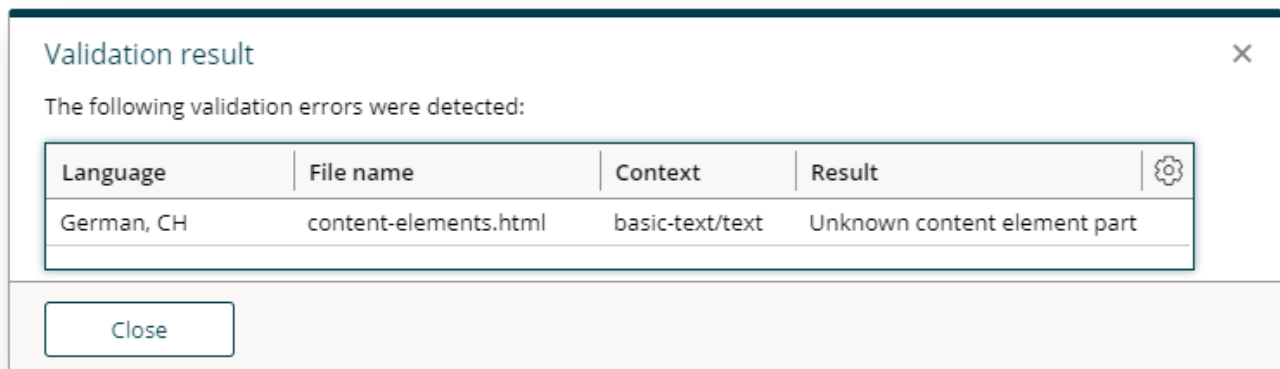 Validation result
The following validation errors were detected:
Language File name Context Result
German, CH content-elements.html basic-text/text Unknown content element part
Close